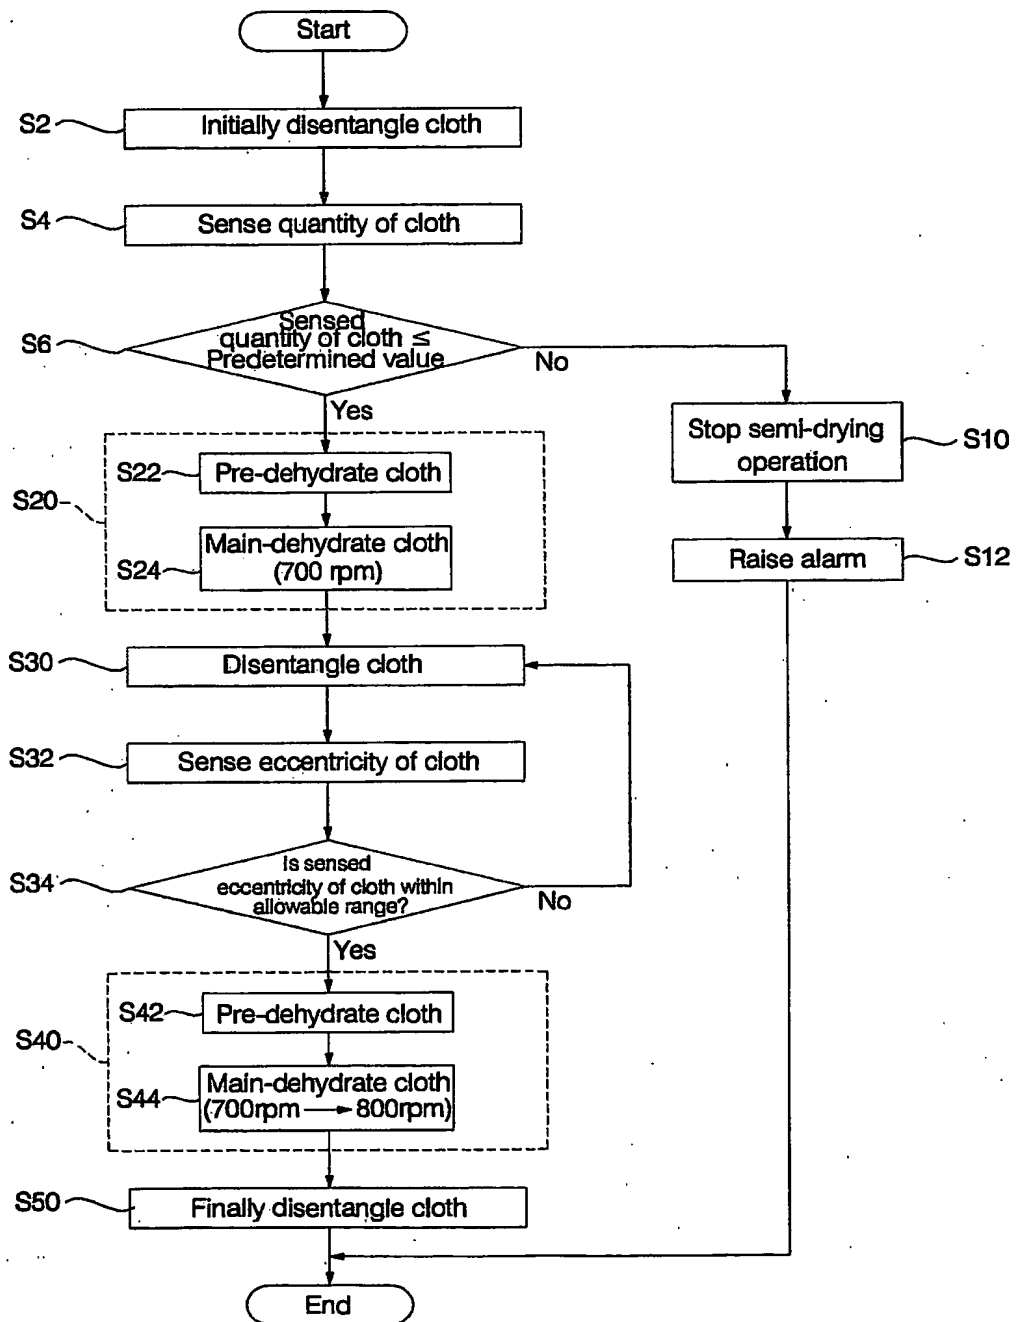 Start
S2
Initially disentangle cloth
S4
Sense quantity of cloth
S6
Sensed
quantity of cloth ≤
Predetermined value
No
Yes
Stop semi-drying
operation
S10
S20
S22
Pre-dehydrate cloth
S24
Main-dehydrate cloth
(700 rpm)
Raise alarm
S12
S30
Disentangle cloth
S32
Sense eccentricity of cloth
S34
Is sensed
eccentricity of cloth within
allowable range?
No
Yes
S40
S42
Pre-dehydrate cloth
S44
Main-dehydrate cloth
(700rpm → 800rpm)
S50
Finally disentangle cloth
End